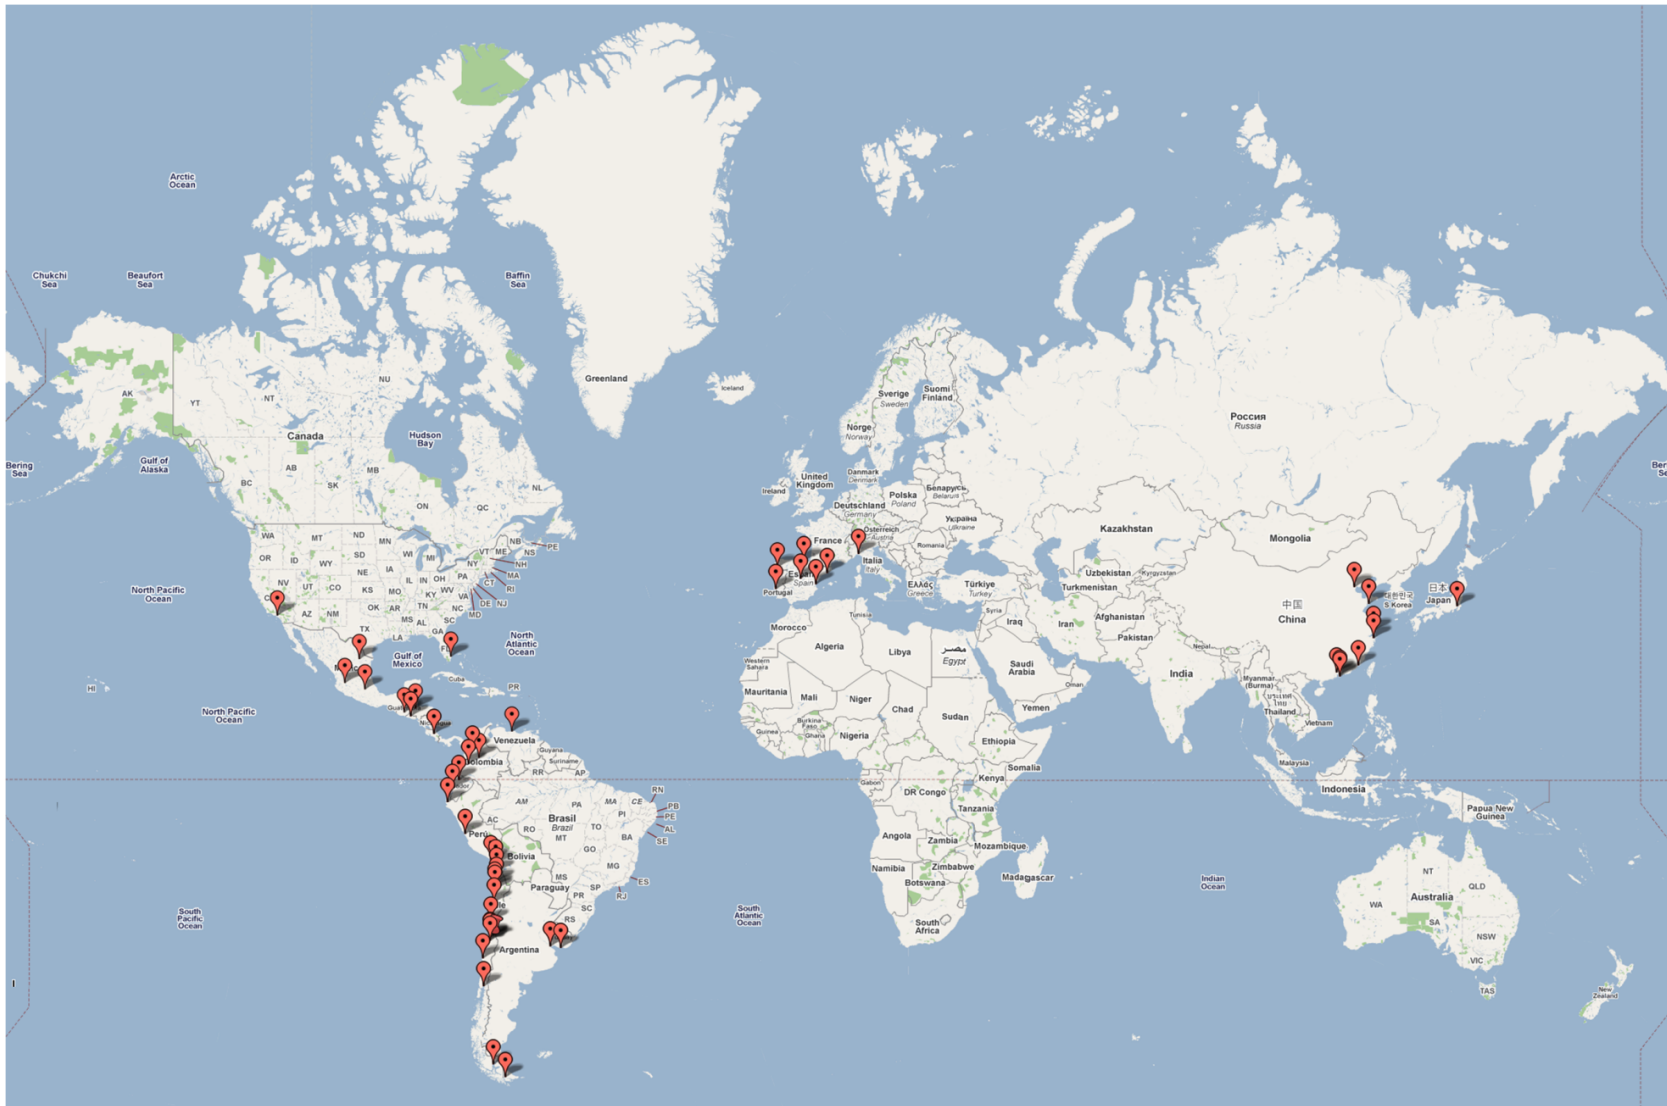 Arctic
Ocean
Chukchi
Sea
Beaufort
Sea
Baffin
Sea
Greenland
Iceland
NU
AK
YT
NT
Canada
Hudson
Bay
Bering
Sea
Gulf of
Alaska
AB
MB
BC
SK
ON
QC
NL
Sverige
Sweden
Suomi
Finland
Norge
Norway
Россия
Russia
Danmark
Denmark
United
Kingdom
Ireland
Polska
Poland
Беларусь
Belarus
Deutschland
Germany
Україна
Ukraine
Österreich
Austria
Romania
France
Italia
Italy
Spain
Portugal
Ελλάς
Greece
Türkiye
Turkey
Kazakhstan
Mongolia
Uzbekistan
Kyrgyzstan
Turkmenistan
中国
China
S Korea
日本
Japan
WA
MT
ND
MN
OR
ID
SD
WI
MI
VT
ME
NB
PE
NS
WY
IA
NY
NH
MA
NV
UT
CO
NE
IL
IN
OH
PA
CT
RI
KS
MO
KY
WV
VA
DE
NJ
MD
AZ
NM
OK
AR
TN
NC
MS
AL
SC
GA
TX
LA
North Pacific
Ocean
North
Atlantic
Ocean
Gulf of
Mexico
Cuba
PR
HI
North Pacific
Ocean
Morocco
Tunisia
Algeria
Libya
مصر
Egypt
Western
Sahara
Syria
Iraq
Iran
Afghanistan
Pakistan
Nepal
India
Saudi
Arabia
Oman
Yemen
Mauritania
Mali
Niger
Chad
Sudan
Burkina
Faso
Guinea
Ghana
Nigeria
Ethiopia
Somalia
Myanmar
(Burma)
ประเทศ
ไทย
Thailand
Vietnam
Malaysia
Indonesia
Papua New
Guinea
Venezuela
Guyana
Suriname
RR
AP
Gabon
DR Congo
Kenya
Tanzania
Angola
Zambia
Mozambique
Namibia
Zimbabwe
Botswana
Madagascar
South
Africa
AM
PA
MA
CE
RN
PB
PE
AL
SE
PI
AC
RO
Brasil
Brazil
TO
MT
BA
Perú
Bolivia
GO
MG
MS
ES
Paraguay
SP
RJ
PR
SC
RS
Argentina
South
Pacific
Ocean
South
Atlantic
Ocean
Indian
Ocean
NT
QLD
WA
Australia
SA
NSW
VIC
TAS
New
Zealand